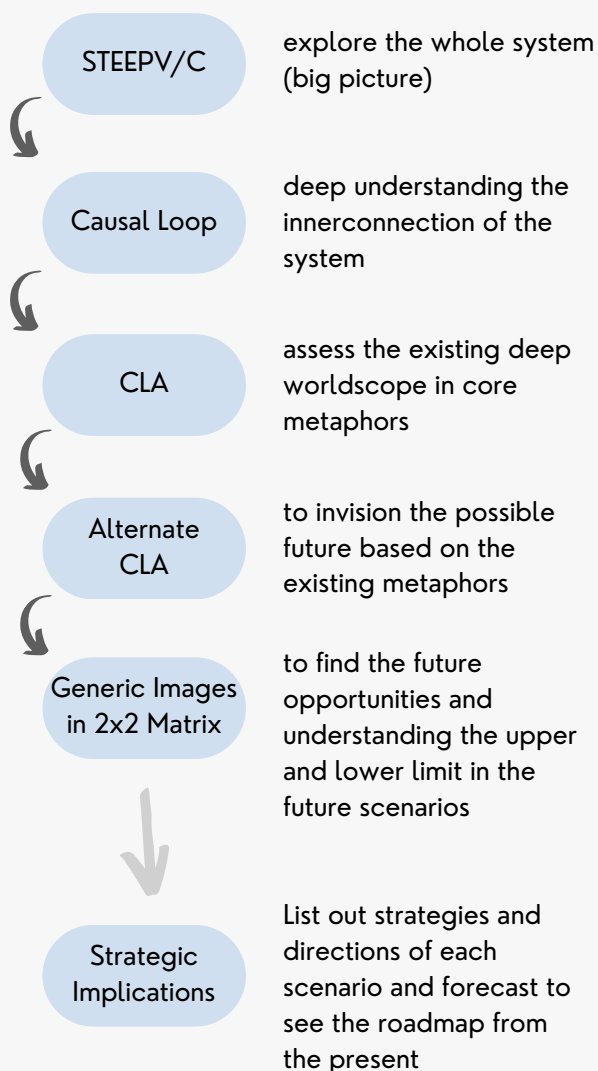 STEEPV/C
explore the whole system
(big picture)
Causal Loop
deep understanding the
innerconnection of the
system
CLA
assess the existing deep
worldscope in core
metaphors
Alternate
CLA
to invision the possible
future based on the
existing metaphors
Generic Images
in 2x2 Matrix
to find the future
opportunities and
understanding the upper
and lower limit in the
future scenarios
Strategic
Implications
List out strategies and
directions of each
scenario and forecast to
see the roadmap from
the present